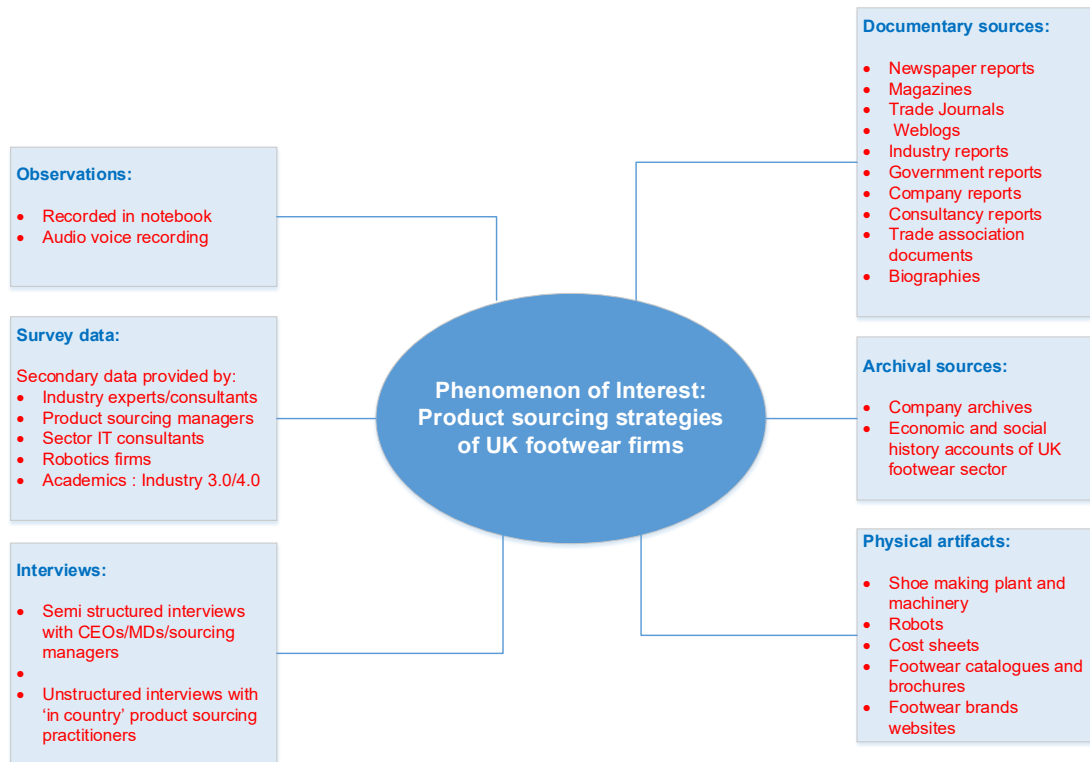 Observations:
• Recorded in notebook
• Audio voice recording
Survey data:
Secondary data provided by:
• Industry experts/consultants
• Product sourcing managers
• Sector IT consultants
• Robotics firms
• Academics : Industry 3.0/4.0
Interviews:
• Semi structured interviews
with CEOs/MDs/sourcing
managers
•
• Unstructured interviews with
‘in country’ product sourcing
practitioners
Phenomenon of Interest:
Product sourcing strategies
of UK footwear firms
Documentary sources:
• Newspaper reports
• Magazines
• Trade Journals
• Weblogs
• Industry reports
• Government reports
• Company reports
• Consultancy reports
• Trade association
documents
• Biographies
Archival sources:
• Company archives
• Economic and social
history accounts of UK
footwear sector
Physical artifacts:
• Shoe making plant and
machinery
• Robots
• Cost sheets
• Footwear catalogues and
brochures
• Footwear brands
websites